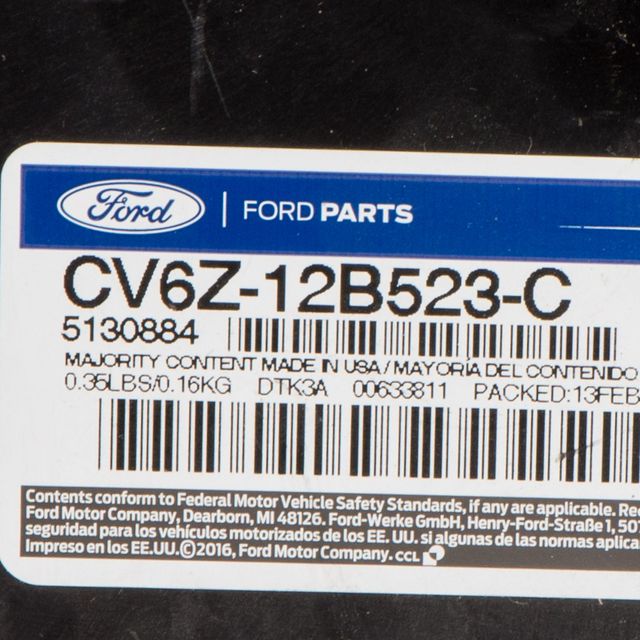 Ford | FORD PARTS
CV6Z-12B523-C
5130884
MAJORITY CONTENT MADE IN USA / MAYORÍA DEL CONTENIDO
0.35LBS/0.16KG DTK3A 00633811 PACKED:13FEB
Contents conform to Federal Motor Vehicle Safety Standards, if any are applicable.
Ford Motor Company, Dearborn, MI 48126. Ford-Werke GmbH, Henry-Ford-Straße 1,
seguridad para los vehículos motorizados de los EE. UU. si algunas de las normas
Impreso en los EE.UU.©2016, Ford Motor Company. CCL